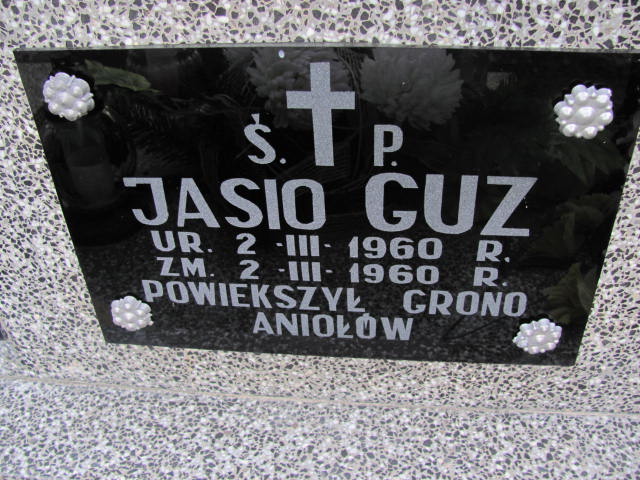 Ś. P.
JASIO GUZ
UR. 2-III-1960 R.
ZM. 2-III-1960 R.
POWIEKSZYŁ GRONO
ANIOŁÓW